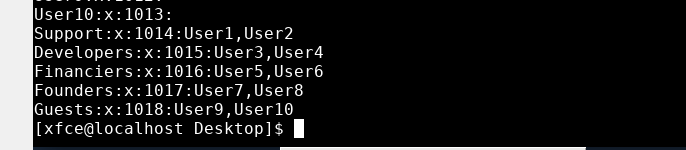 User10:x:1013:
Support:x:1014:User1,User2
Developers:x:1015:User3,User4
Financiers:x:1016:User5,User6
Founders:x:1017:User7,User8
Guests:x:1018:User9,User10
[xfce@localhost Desktop]$